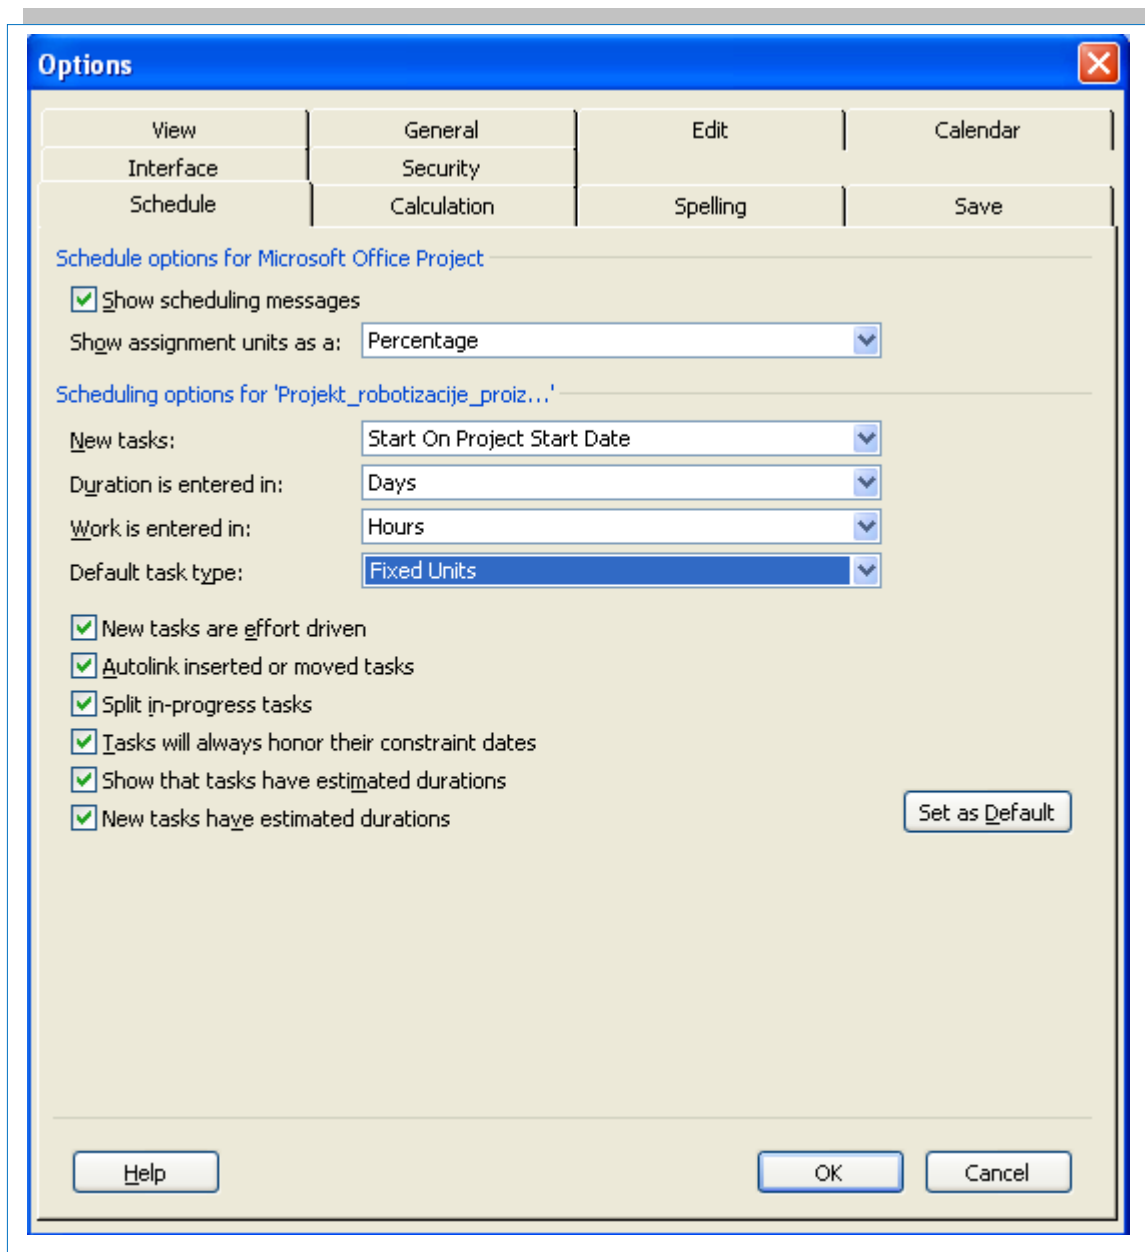 Options
View General Edit Calendar
Interface Security
Schedule Calculation Spelling Save
Schedule options for Microsoft Office Project
Show scheduling messages
Show assignment units as a: Percentage
Scheduling options for 'Projekt_robotizacije_proiz...'
New tasks: Start On Project Start Date
Duration is entered in: Days
Work is entered in: Hours
Default task type: Fixed Units
New tasks are effort driven
Autolink inserted or moved tasks
Split in-progress tasks
Tasks will always honor their constraint dates
Show that tasks have estimated durations
New tasks have estimated durations
Set as Default
Help OK Cancel